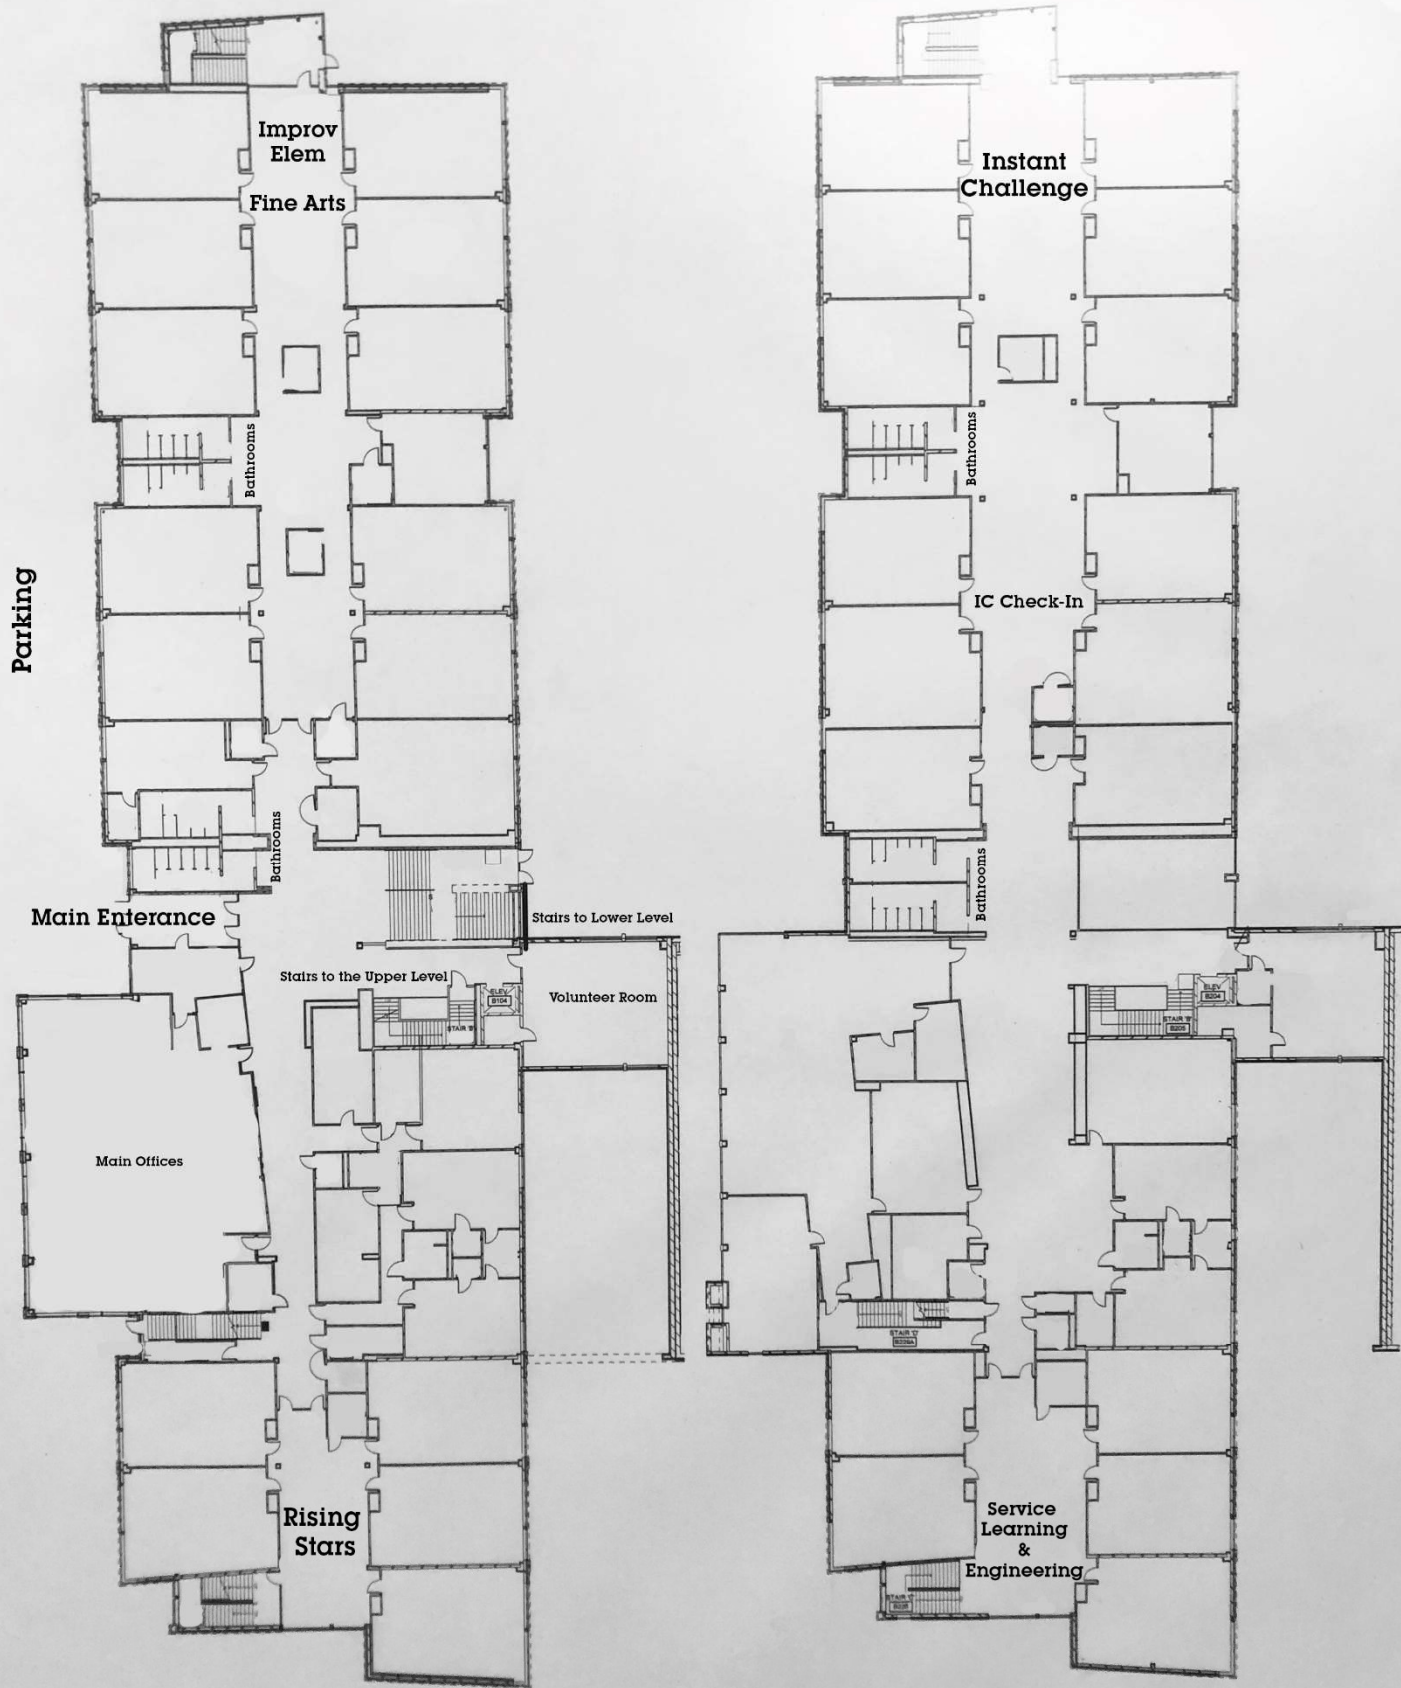 Improv
Elem
Fine Arts
Bathrooms
Parking
Bathrooms
Main Enterance
Stairs to Lower Level
Stairs to the Upper Level
ELEV
B104
STAIR 'B'
Volunteer Room
Main Offices
Rising
Stars
Instant
Challenge
Bathrooms
IC Check-In
Bathrooms
ELEV
B204
STAIR 'B'
B205
Service
Learning
&
Engineering